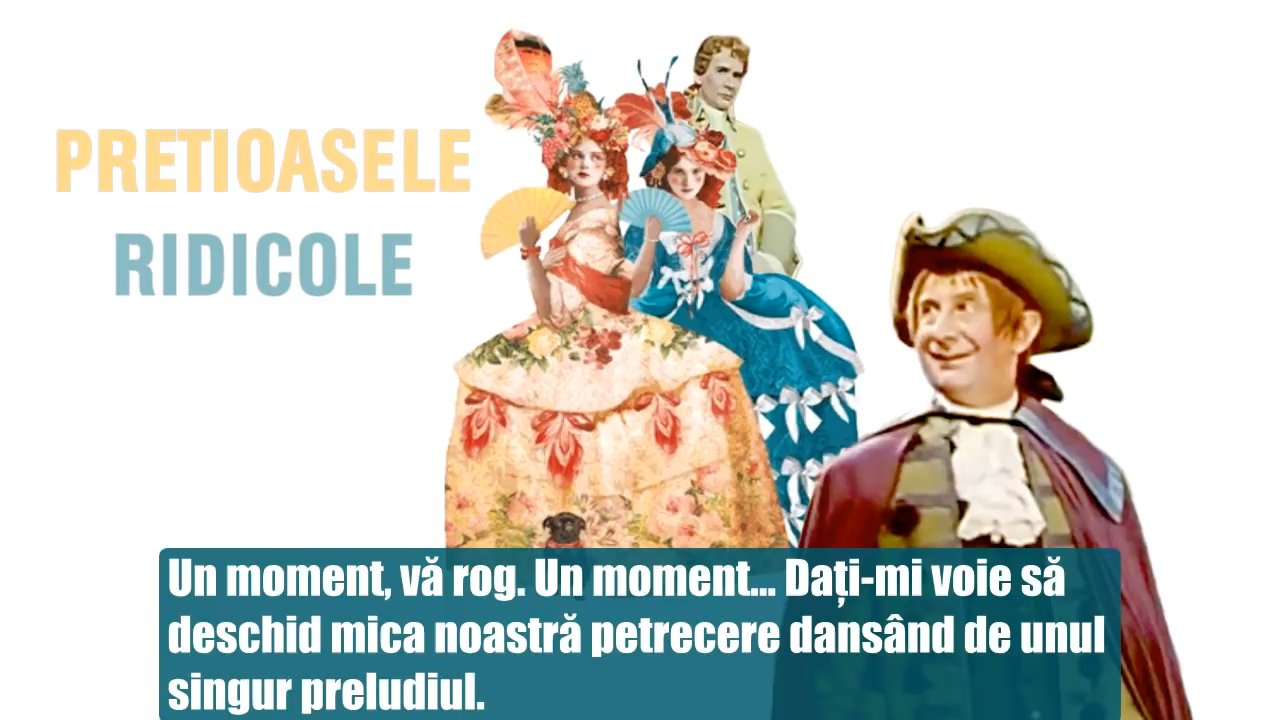 PRETIOASELE
RIDICOLE
Un moment, vă rog. Un moment... Dați-mi voie să
deschid mica noastră petrecere dansând de unul
singur preludiul.